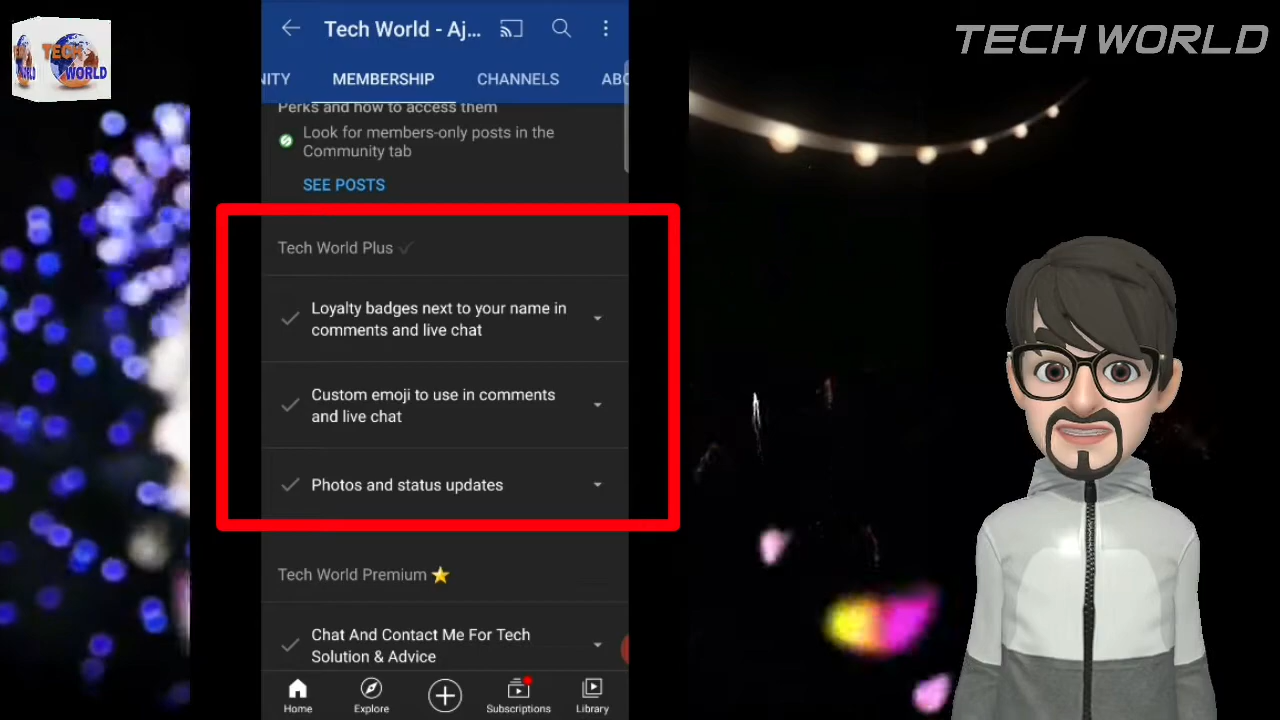 TECH WORLD
TECH WORLD
Tech World - Aj...
NITY MEMBERSHIP CHANNELS ABO
Perks and how to access them
Look for members-only posts in the
Community tab
SEE POSTS
Tech World Plus
Loyalty badges next to your name in
comments and live chat
Custom emoji to use in comments
and live chat
Photos and status updates
Tech World Premium
Chat And Contact Me For Tech
Solution & Advice
Home Explore Subscriptions Library